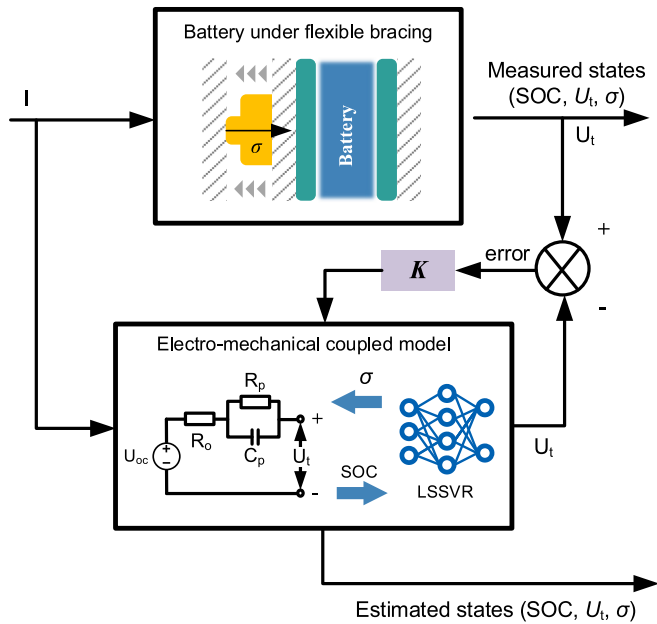 Battery under flexible bracing
I
σ
Battery
Measured states
(SOC, Uₜ, σ)
Uₜ
+
error
K
-
Electro-mechanical coupled model
σ
Rₚ
+
Rₒ
Cₚ
Uₜ
Uₒc
+
-
SOC
-
LSSVR
Uₜ
Estimated states (SOC, Uₜ, σ)